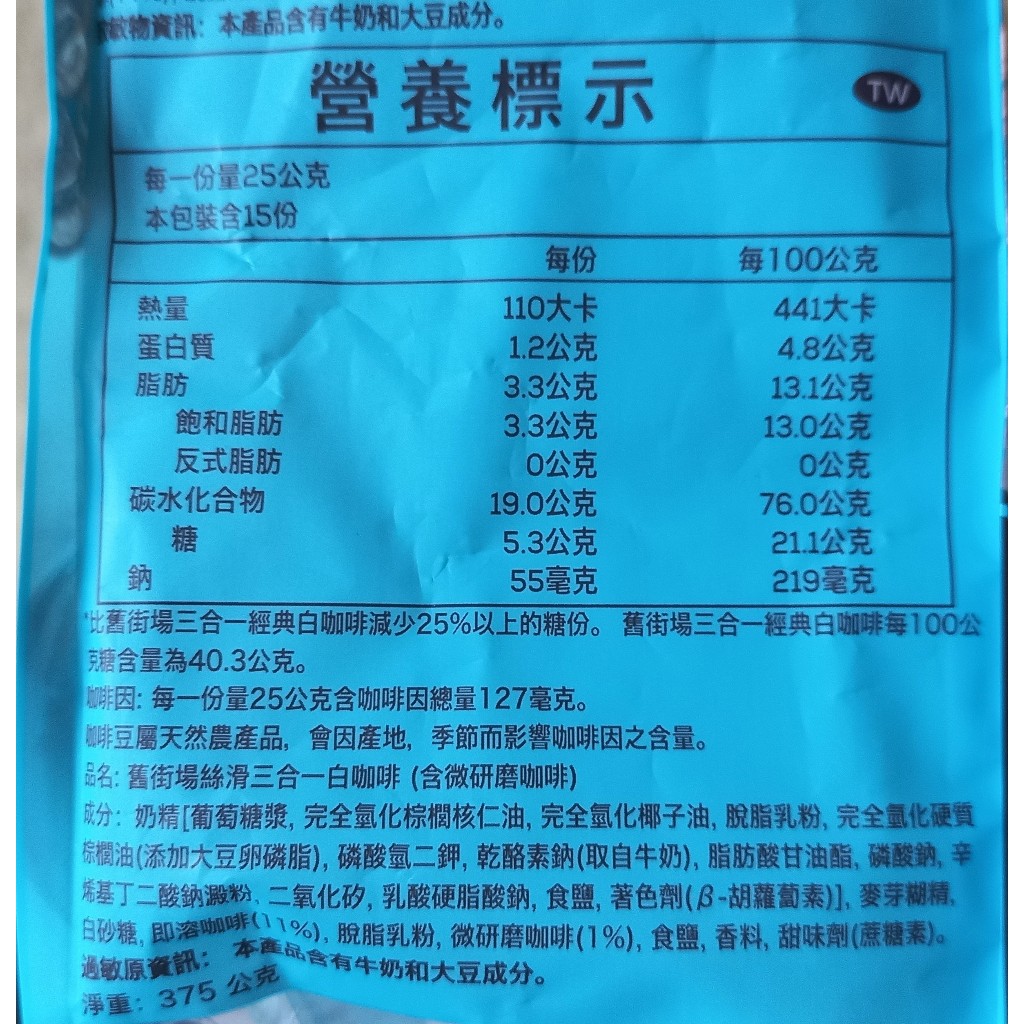 敏物資訊: 本產品含有牛奶和大豆成分。
營養標示
TW
每一份量25公克
本包裝含15份
每份 每100公克
熱量 110大卡 441大卡
蛋白質 1.2公克 4.8公克
脂肪 3.3公克 13.1公克
飽和脂肪 3.3公克 13.0公克
反式脂肪 0公克 0公克
碳水化合物 19.0公克 76.0公克
糖 5.3公克 21.1公克
鈉 55毫克 219毫克
*比舊街場三合一經典白咖啡減少25%以上的糖份。 舊街場三合一經典白咖啡每100公
克糖含量為40.3公克。
咖啡因: 每一份量25公克含咖啡因總量127毫克。
咖啡豆屬天然農產品, 會因產地, 季節而影響咖啡因之含量。
品名: 舊街場絲滑三合一白咖啡 (含微研磨咖啡)
成分: 奶精[葡萄糖漿, 完全氫化棕櫚核仁油, 完全氫化椰子油, 脫脂乳粉, 完全氫化硬質
棕櫚油(添加大豆卵磷脂), 磷酸氫二鉀, 乾酪素鈉(取自牛奶), 脂肪酸甘油酯, 磷酸鈉, 辛
烯基丁二酸鈉澱粉, 二氧化矽, 乳酸硬脂酸鈉, 食鹽, 著色劑(β-胡蘿蔔素)], 麥芽糊精,
白砂糖, 即溶咖啡(11%), 脫脂乳粉, 微研磨咖啡(1%), 食鹽, 香料, 甜味劑(蔗糖素)。
過敏原資訊: 本產品含有牛奶和大豆成分。
淨重: 375 公克